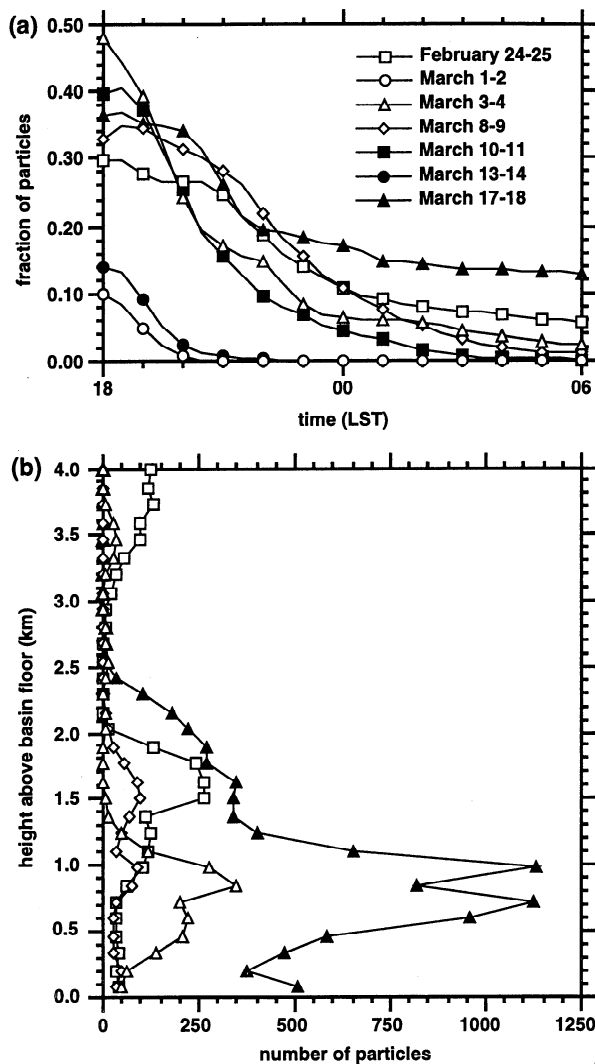 (a)
0.50
0.40
0.30
0.20
0.10
0.00
fraction of particles
February 24-25
March 1-2
March 3-4
March 8-9
March 10-11
March 13-14
March 17-18
18
00
06
time (LST)
(b)
4.0
3.5
3.0
2.5
2.0
1.5
1.0
0.5
0.0
height above basin floor (km)
0
250
500
750
1000
1250
number of particles